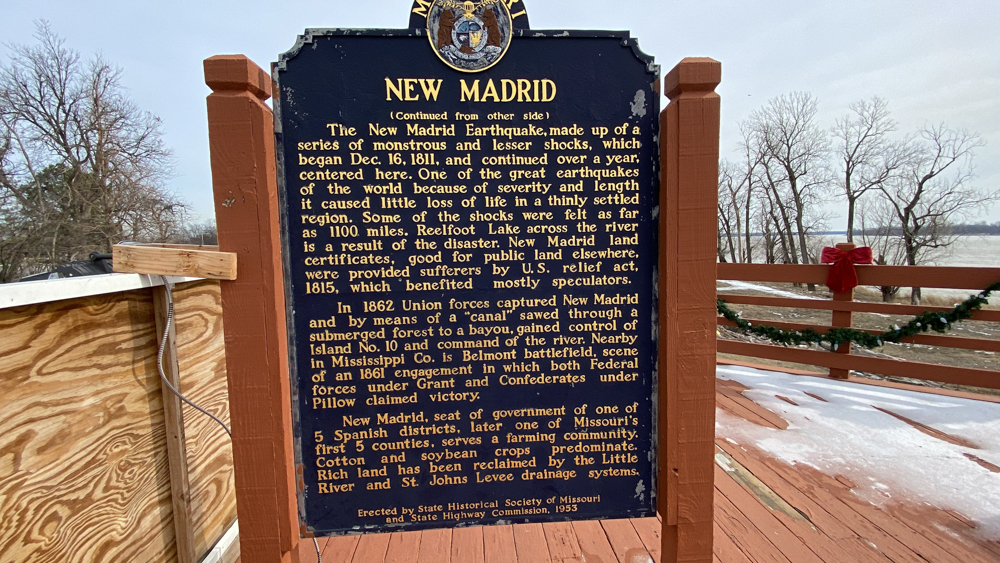 NEW MADRID
(Continued from other side)
The New Madrid Earthquake, made up of a
series of monstrous and lesser shocks, which
began Dec. 16, 1811, and continued over a year,
centered here. One of the great earthquakes
of the world because of severity and length
it caused little loss of life in a thinly settled
region. Some of the shocks were felt as far
as 1100 miles. Reelfoot Lake across the river
is a result of the disaster. New Madrid land
certificates, good for public land elsewhere,
were provided sufferers by U.S. relief act,
1815, which benefited mostly speculators.
In 1862 Union forces captured New Madrid
and by means of a "canal" sawed through a
submerged forest to a bayou, gained control of
Island No. 10 and command of the river. Nearby
in Mississippi Co. is Belmont battlefield, scene
of an 1861 engagement in which both Federal
forces under Grant and Confederates under
Pillow claimed victory.
New Madrid, seat of government of one of
5 Spanish districts, later one of Missouri's
first 5 counties, serves a farming community.
Cotton and soybean crops predominate.
Rich land has been reclaimed by the Little
River and St. Johns Levee drainage systems.
Erected by State Historical Society of Missouri
and State Highway Commission, 1953